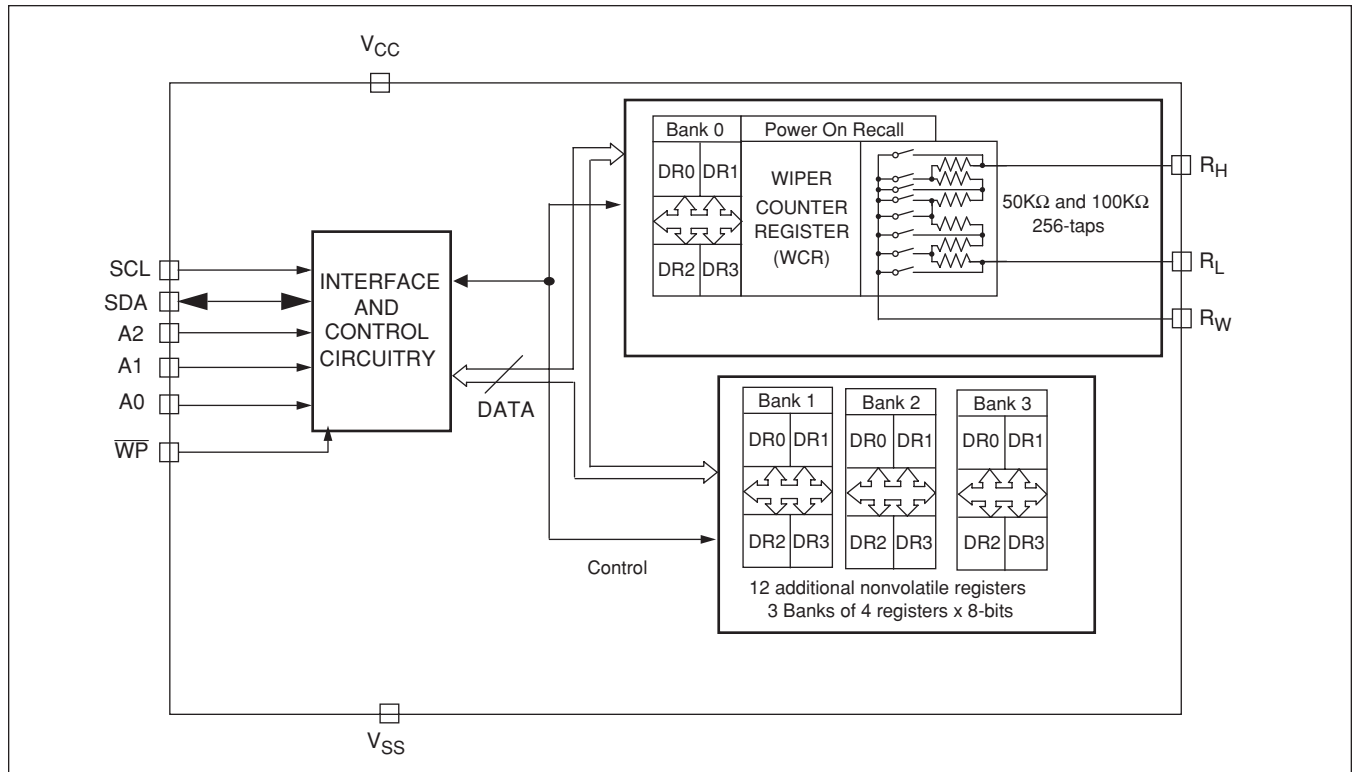 VCC
Bank 0
Power On Recall
DR0 DR1
DR2 DR3
WIPER
COUNTER
REGISTER
(WCR)
50KΩ and 100KΩ
256-taps
RH
RL
RW
SCL
SDA
A2
A1
A0
WP
INTERFACE
AND
CONTROL
CIRCUITRY
DATA
Control
Bank 1
DR0 DR1
DR2 DR3
Bank 2
DR0 DR1
DR2 DR3
Bank 3
DR0 DR1
DR2 DR3
12 additional nonvolatile registers
3 Banks of 4 registers x 8-bits
VSS